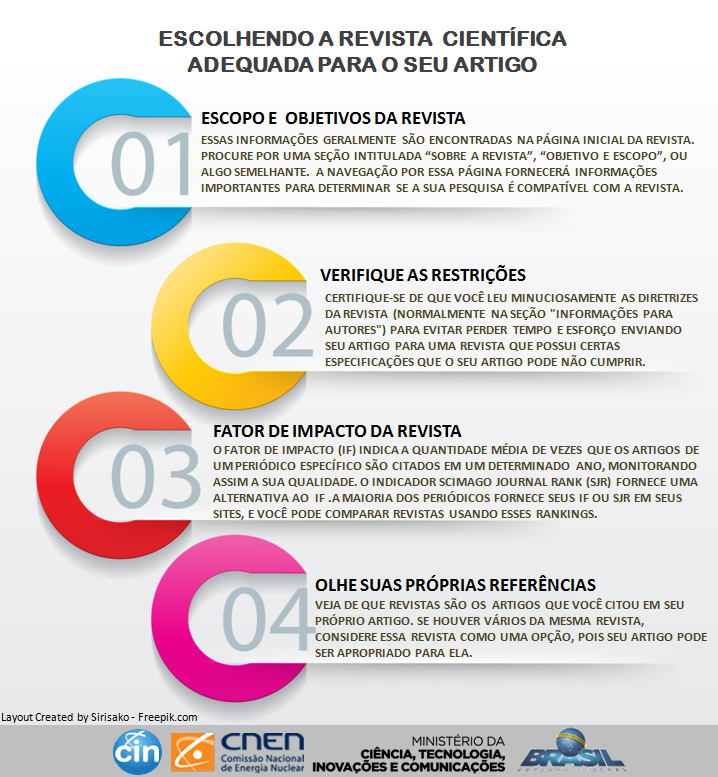 ESCOLHENDO A REVISTA CIENTÍFICA
ADEQUADA PARA O SEU ARTIGO
01
ESCOPO E OBJETIVOS DA REVISTA
ESSAS INFORMAÇÕES GERALMENTE SÃO ENCONTRADAS NA PÁGINA INICIAL DA REVISTA.
PROCURE POR UMA SEÇÃO INTITULADA “SOBRE A REVISTA”, “OBJETIVO E ESCOPO”, OU
ALGO SEMELHANTE. A NAVEGAÇÃO POR ESSA PÁGINA FORNECERÁ INFORMAÇÕES
IMPORTANTES PARA DETERMINAR SE A SUA PESQUISA É COMPATÍVEL COM A REVISTA.
02
VERIFIQUE AS RESTRIÇÕES
CERTIFIQUE-SE DE QUE VOCÊ LEU MINUCIOSAMENTE AS DIRETRIZES
DA REVISTA (NORMALMENTE NA SEÇÃO "INFORMAÇÕES PARA
AUTORES") PARA EVITAR PERDER TEMPO E ESFORÇO ENVIANDO
SEU ARTIGO PARA UMA REVISTA QUE POSSUI CERTAS
ESPECIFICAÇÕES QUE O SEU ARTIGO PODE NÃO CUMPRIR.
03
FATOR DE IMPACTO DA REVISTA
O FATOR DE IMPACTO (IF) INDICA A QUANTIDADE MÉDIA DE VEZES QUE OS ARTIGOS DE
UM PERIÓDICO ESPECÍFICO SÃO CITADOS EM UM DETERMINADO ANO, MONITORANDO
ASSIM A SUA QUALIDADE. O INDICADOR SCIMAGO JOURNAL RANK (SJR) FORNECE UMA
ALTERNATIVA AO IF .A MAIORIA DOS PERIÓDICOS FORNECE SEUS IF OU SJR EM SEUS
SITES, E VOCÊ PODE COMPARAR REVISTAS USANDO ESSES RANKINGS.
04
OLHE SUAS PRÓPRIAS REFERÊNCIAS
VEJA DE QUE REVISTAS SÃO OS ARTIGOS QUE VOCÊ CITOU EM SEU
PRÓPRIO ARTIGO. SE HOUVER VÁRIOS DA MESMA REVISTA,
CONSIDERE ESSA REVISTA COMO UMA OPÇÃO, POIS SEU ARTIGO PODE
SER APROPRIADO PARA ELA.
Layout Created by Sirisako - Freepik.com
cin
CNEN
Comissão Nacional
de Energia Nuclear
MINISTÉRIO DA
CIÊNCIA, TECNOLOGIA,
INOVAÇÕES E COMUNICAÇÕES
BRASIL